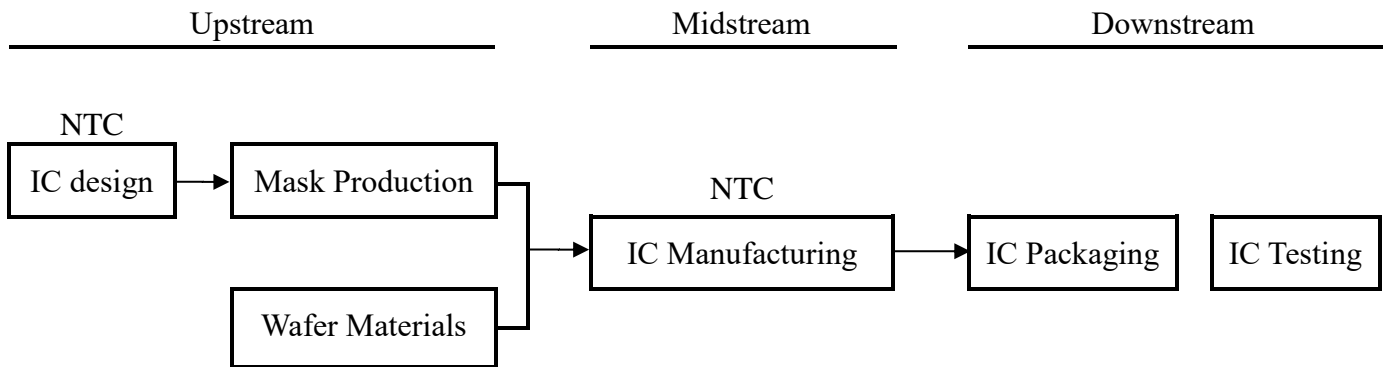 Upstream
Midstream
Downstream
NTC
IC design
Mask Production
NTC
IC Manufacturing
IC Packaging
IC Testing
Wafer Materials